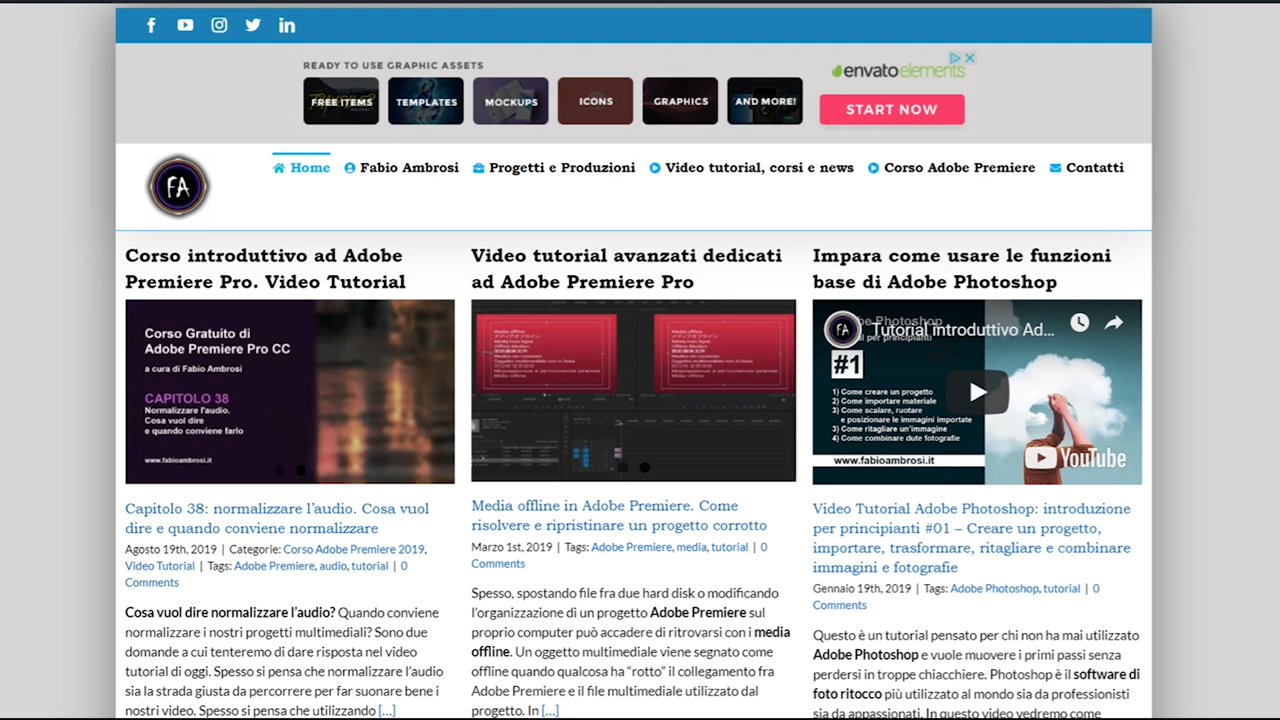 READY TO USE GRAPHIC ASSETS
FREE ITEMS
TEMPLATES
MOCKUPS
ICONS
GRAPHICS
AND MORE!
envatoelements
START NOW
FA
Home
Fabio Ambrosi
Progetti e Produzioni
Video tutorial, corsi e news
Corso Adobe Premiere
Contatti
Corso introduttivo ad Adobe
Premiere Pro. Video Tutorial
Corso Gratuito di
Adobe Premiere Pro CC
a cura di Fabio Ambrosi
CAPITOLO 38
Normalizzare l'audio.
Cosa vuol dire
e quando conviene farlo
www.fabioambrosi.it
Capitolo 38: normalizzare l'audio. Cosa vuol
dire e quando conviene normalizzare
Agosto 19th, 2019 | Categorie: Corso Adobe Premiere 2019,
Video Tutorial | Tags: Adobe Premiere, audio, tutorial | 0
Comments
Cosa vuol dire normalizzare l'audio? Quando conviene
normalizzare i nostri progetti multimediali? Sono due
domande a cui tenteremo di dare risposta nel video
tutorial di oggi. Spesso si pensa che normalizzare l'audio
sia la strada giusta da percorrere per far suonare bene i
nostri video. Spesso si pensa che utilizzando [...]
Video tutorial avanzati dedicati
ad Adobe Premiere Pro
Media offline in Adobe Premiere. Come
risolvere e ripristinare un progetto corrotto
Marzo 1st, 2019 | Tags: Adobe Premiere, media, tutorial | 0
Comments
Spesso, spostando file fra due hard disk o modificando
l'organizzazione di un progetto Adobe Premiere sul
proprio computer può accadere di ritrovarsi con i media
offline. Un oggetto multimediale viene segnato come
offline quando qualcosa ha "rotto" il collegamento fra
Adobe Premiere e il file multimediale utilizzato dal
progetto. In [...]
Impara come usare le funzioni
base di Adobe Photoshop
FA
Tutorial introduttivo Ad...
#1
1) Come creare un progetto
2) Come importare materiale
3) Come scalare, ruotare
e posizionare le immagini importate
4) Come ritagliare un'immagine
4) Come combinare dute fotografie
www.fabioambrosi.it
YouTube
Video Tutorial Adobe Photoshop: introduzione
per principianti #01 – Creare un progetto,
importare, trasformare, ritagliare e combinare
immagini e fotografie
Gennaio 19th, 2019 | Tags: Adobe Photoshop, tutorial | 0
Comments
Questo è un tutorial pensato per chi non ha mai utilizzato
Adobe Photoshop e vuole muovere i primi passi senza
perdersi in troppe chiacchiere. Photoshop è il software di
foto ritocco più utilizzato al mondo sia da professionisti
sia da appassionati. In questo video vedremo come